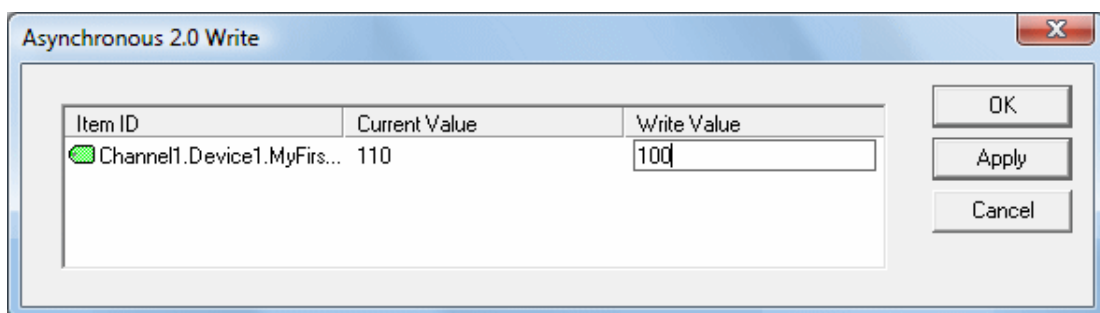 Asynchronous 2.0 Write
Item ID Current Value Write Value
Channel1.Device1.MyFirs... 110 100
OK
Apply
Cancel